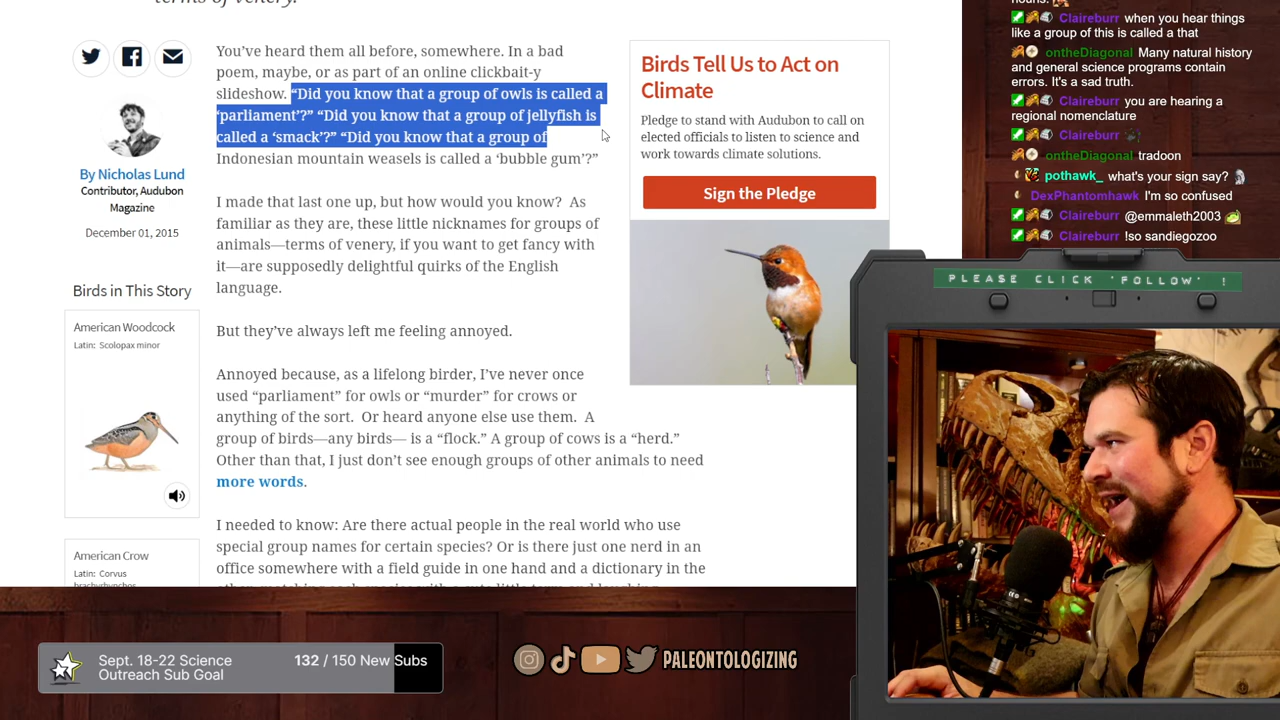 terms of venery.
You’ve heard them all before, somewhere. In a bad
poem, maybe, or as part of an online clickbait-y
slideshow. “Did you know that a group of owls is called a
‘parliament’?” “Did you know that a group of jellyfish is
called a ‘smack’?” “Did you know that a group of
Indonesian mountain weasels is called a ‘bubble gum’?”
I made that last one up, but how would you know?  As
familiar as they are, these little nicknames for groups of
animals—terms of venery, if you want to get fancy with
it—are supposedly delightful quirks of the English
language.
But they’ve always left me feeling annoyed.
Annoyed because, as a lifelong birder, I’ve never once
used “parliament” for owls or “murder” for crows or
anything of the sort.  Or heard anyone else use them.  A
group of birds—any birds— is a “flock.” A group of cows is a “herd.”
Other than that, I just don’t see enough groups of other animals to need
more words.
I needed to know: Are there actual people in the real world who use
special group names for certain species? Or is there just one nerd in an
office somewhere with a field guide in one hand and a dictionary in the
By Nicholas Lund
Contributor, Audubon
Magazine
December 01, 2015
Birds in This Story
American Woodcock
Latin: Scolopax minor
American Crow
Latin: Corvus
brachyrhynchos
Birds Tell Us to Act on
Climate
Pledge to stand with Audubon to call on
elected officials to listen to science and
work towards climate solutions.
Sign the Pledge
nouns.
Claireburr when you hear things
like a group of this is called a that
ontheDiagonal Many natural history
and general science programs contain
errors. It's a sad truth.
Claireburr you are hearing a
regional nomenclature
Claireburr
ontheDiagonal tradoon
pothawk_ what's your sign say?
DexPhantomhawk I'm so confused
Claireburr @emmaleth2003
Claireburr !so sandiegozoo
PLEASE CLICK 'FOLLOW' !
Sept. 18-22 Science
Outreach Sub Goal
132 / 150 New Subs
PALEONTOLOGIZING